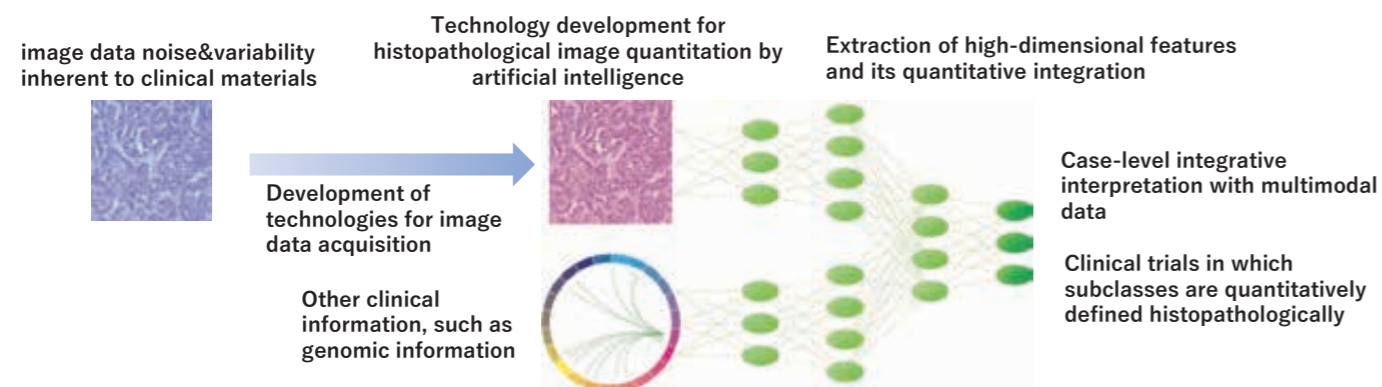 image data noise&variability
inherent to clinical materials
Technology development for
histopathological image quantitation by
artificial intelligence
Extraction of high-dimensional features
and its quantitative integration
Development of
technologies for image
data acquisition
Other clinical
information, such as
genomic information
Case-level integrative
interpretation with multimodal
data
Clinical trials in which
subclasses are quantitatively
defined histopathologically